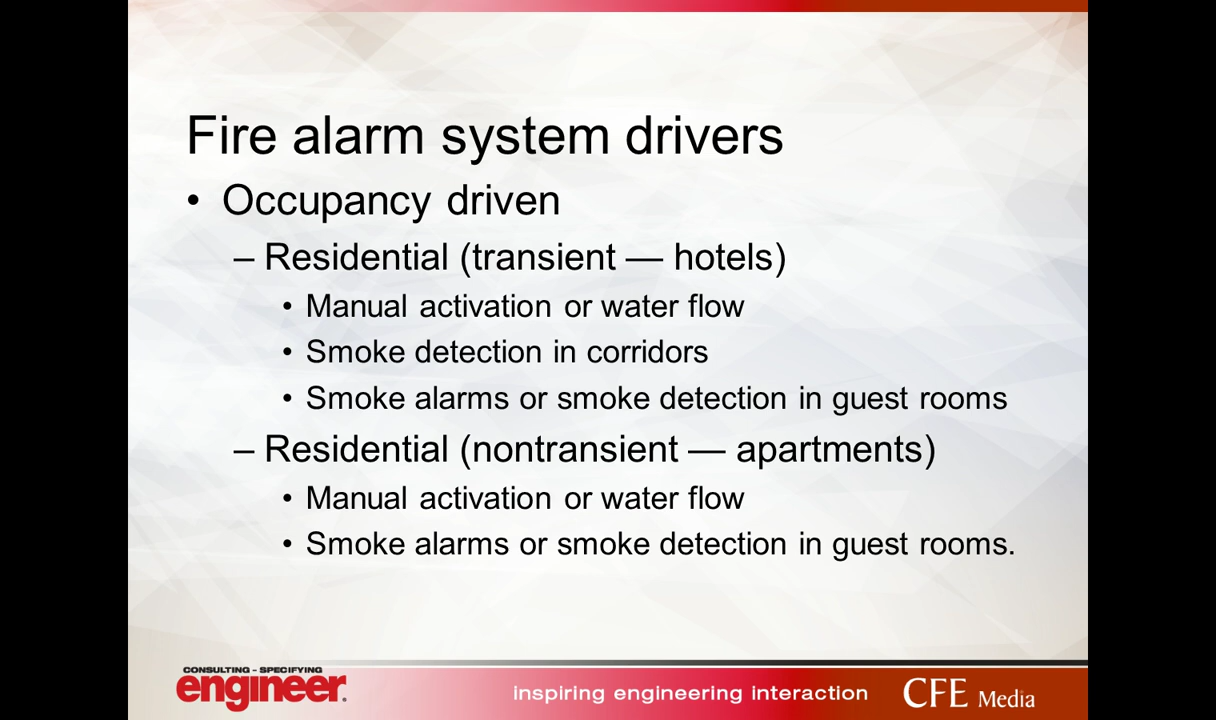 Fire alarm system drivers
• Occupancy driven
– Residential (transient — hotels)
• Manual activation or water flow
• Smoke detection in corridors
• Smoke alarms or smoke detection in guest rooms
– Residential (nontransient — apartments)
• Manual activation or water flow
• Smoke alarms or smoke detection in guest rooms.
CONSULTING - SPECIFYING
engineer.
inspiring engineering interaction
CFE Media